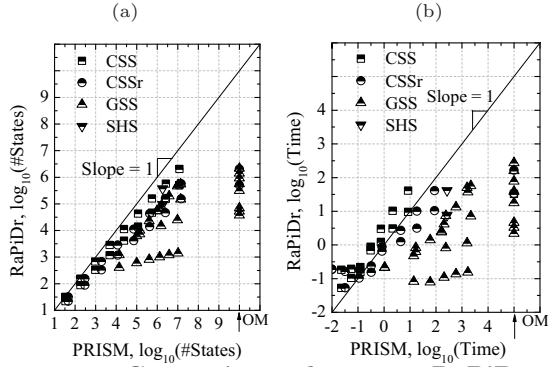 (a)
(b)
RaPiDr, log10(#States)
9
8
7
6
5
4
3
2
1
CSS
CSSr
GSS
SHS
Slope = 1
1 2 3 4 5 6 7 8 9 OM
PRISM, log10(#States)
RaPiDr, log10(Time)
4
3
2
1
0
-1
-2
CSS
CSSr
GSS
SHS
Slope = 1
-2 -1 0 1 2 3 4 OM
PRISM, log10(Time)